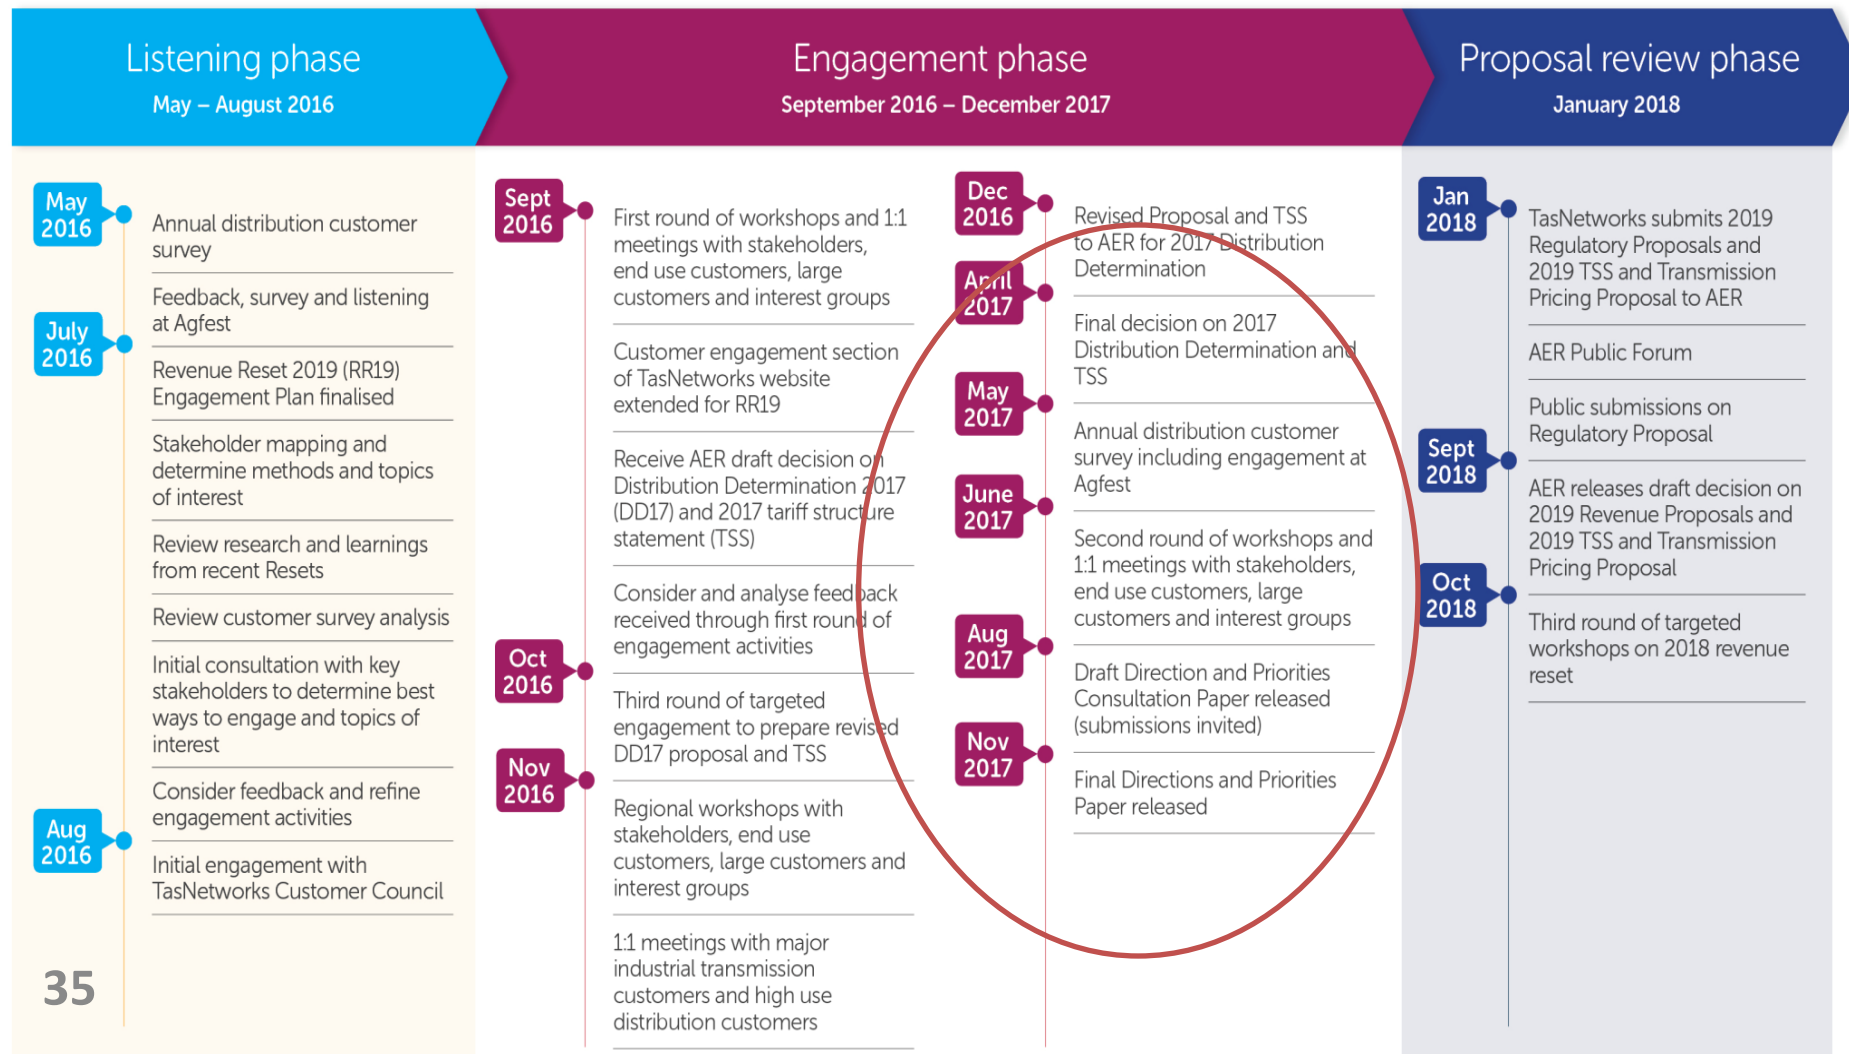 Listening phase
May – August 2016
Engagement phase
September 2016 – December 2017
Proposal review phase
January 2018
May
2016
Annual distribution customer
survey
Feedback, survey and listening
at Agfest
July
2016
Revenue Reset 2019 (RR19)
Engagement Plan finalised
Stakeholder mapping and
determine methods and topics
of interest
Review research and learnings
from recent Resets
Review customer survey analysis
Initial consultation with key
stakeholders to determine best
ways to engage and topics of
interest
Consider feedback and refine
engagement activities
Aug
2016
Initial engagement with
TasNetworks Customer Council
35
Sept
2016
First round of workshops and 1:1
meetings with stakeholders,
end use customers, large
customers and interest groups
Customer engagement section
of TasNetworks website
extended for RR19
Receive AER draft decision on
Distribution Determination 2017
(DD17) and 2017 tariff structure
statement (TSS)
Consider and analyse feedback
received through first round of
engagement activities
Oct
2016
Third round of targeted
engagement to prepare revised
DD17 proposal and TSS
Nov
2016
Regional workshops with
stakeholders, end use
customers, large customers and
interest groups
1:1 meetings with major
industrial transmission
customers and high use
distribution customers
Dec
2016
Revised Proposal and TSS
to AER for 2017 Distribution
Determination
April
2017
Final decision on 2017
Distribution Determination and
TSS
May
2017
Annual distribution customer
survey including engagement at
Agfest
June
2017
Second round of workshops and
1:1 meetings with stakeholders,
end use customers, large
customers and interest groups
Aug
2017
Draft Direction and Priorities
Consultation Paper released
(submissions invited)
Nov
2017
Final Directions and Priorities
Paper released
Jan
2018
TasNetworks submits 2019
Regulatory Proposals and
2019 TSS and Transmission
Pricing Proposal to AER
AER Public Forum
Public submissions on
Regulatory Proposal
Sept
2018
AER releases draft decision on
2019 Revenue Proposals and
2019 TSS and Transmission
Pricing Proposal
Oct
2018
Third round of targeted
workshops on 2018 revenue
reset